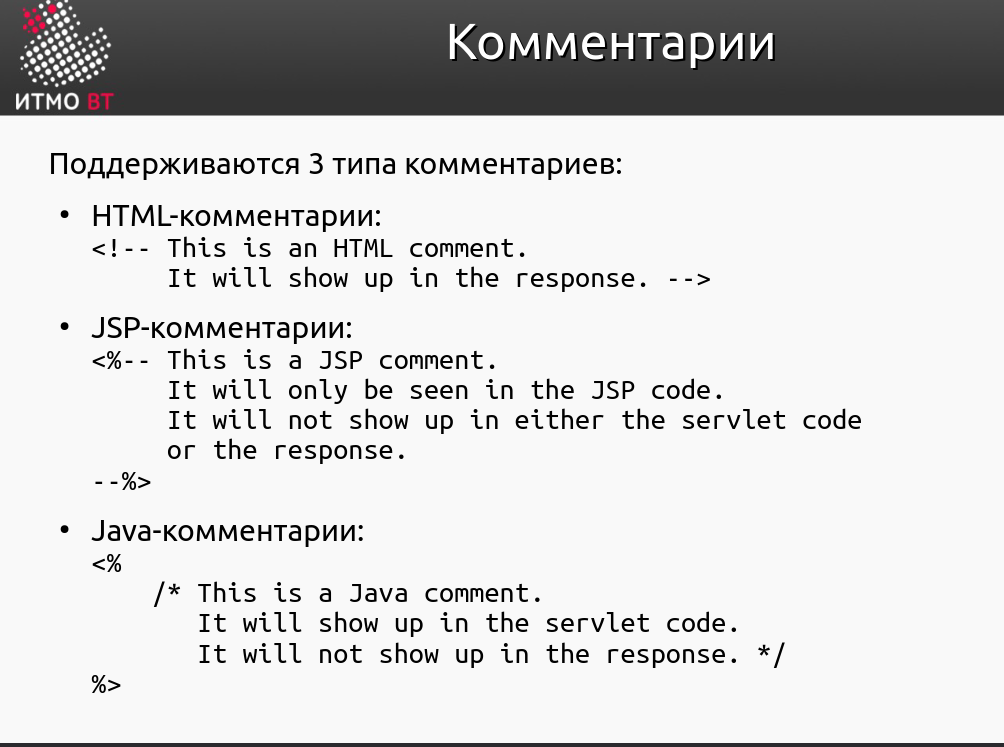 Комментарии
ИТМО ВТ
Поддерживаются 3 типа комментариев:
• HTML-комментарии:
<!-- This is an HTML comment.
     It will show up in the response. -->
• JSP-комментарии:
<%-- This is a JSP comment.
     It will only be seen in the JSP code.
     It will not show up in either the servlet code
     or the response.
--%>
• Java-комментарии:
<%
    /* This is a Java comment.
       It will show up in the servlet code.
       It will not show up in the response. */
%>